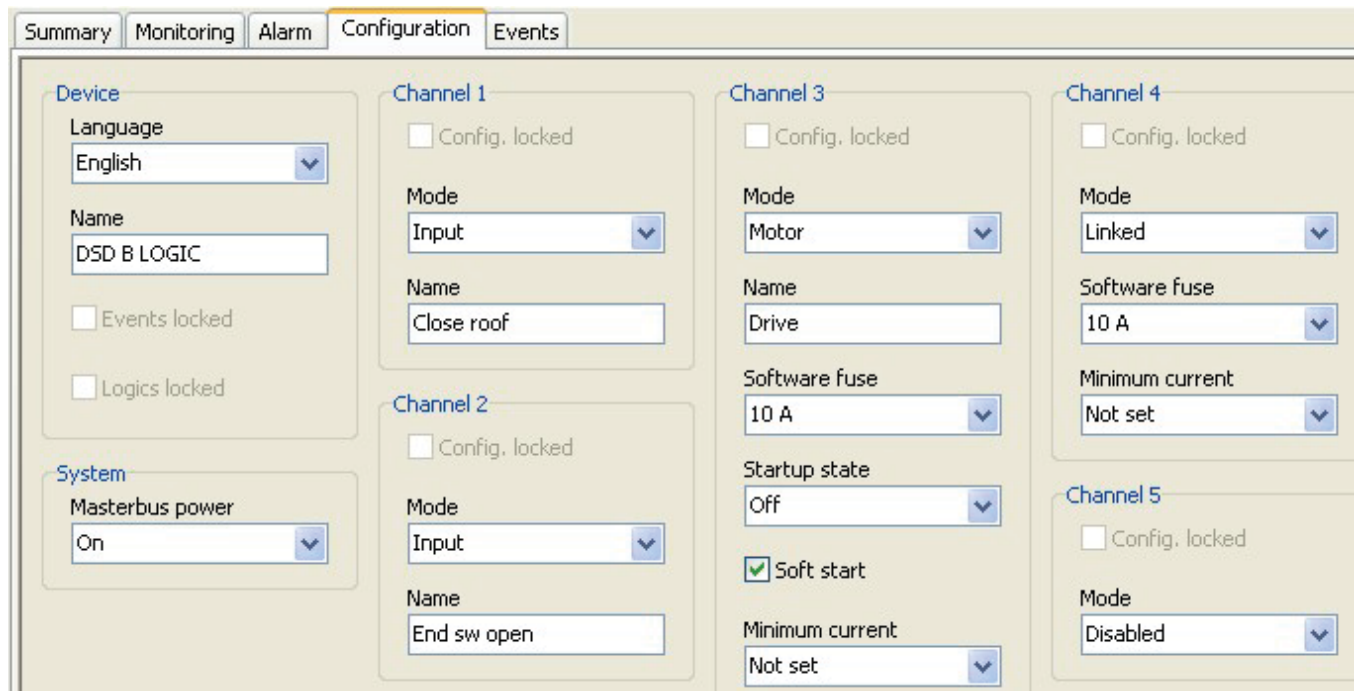 Summary Monitoring Alarm Configuration Events
Device
Language
English
Name
DSD B LOGIC
Events locked
Logics locked
System
Masterbus power
On
Channel 1
Config. locked
Mode
Input
Name
Close roof
Channel 2
Config. locked
Mode
Input
Name
End sw open
Channel 3
Config. locked
Mode
Motor
Name
Drive
Software fuse
10 A
Startup state
Off
Soft start
Minimum current
Not set
Channel 4
Config. locked
Mode
Linked
Software fuse
10 A
Minimum current
Not set
Channel 5
Config. locked
Mode
Disabled